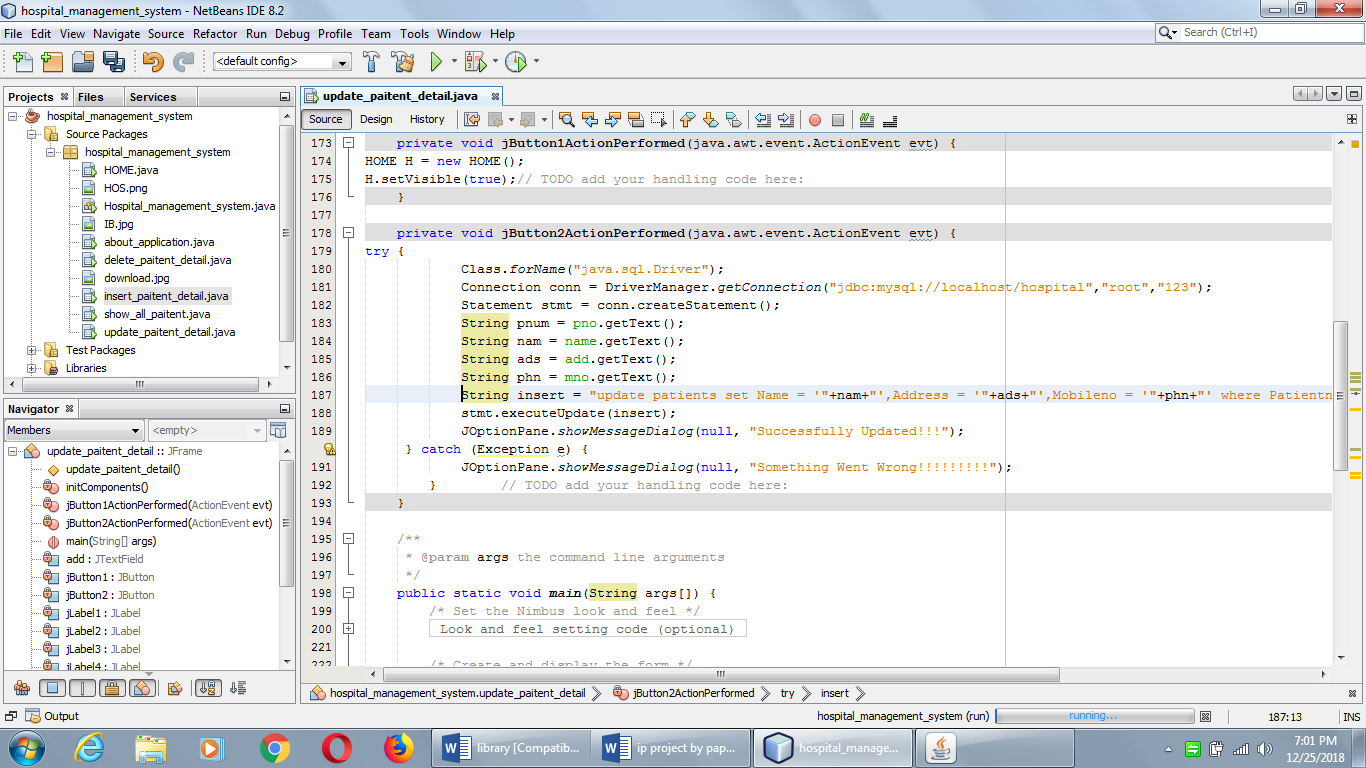 hospital_management_system - NetBeans IDE 8.2
File Edit View Navigate Source Refactor Run Debug Profile Team Tools Window Help
Search (Ctrl+I)
<default config>
Projects Files Services
hospital_management_system
Source Packages
hospital_management_system
HOME.java
HOS.png
Hospital_management_system.java
IB.jpg
about_application.java
delete_paitent_detail.java
download.jpg
insert_paitent_detail.java
show_all_paitent.java
update_paitent_detail.java
Test Packages
Libraries
Navigator
Members <empty>
update_paitent_detail :: JFrame
update_paitent_detail()
initComponents()
jButton1ActionPerformed(ActionEvent evt)
jButton2ActionPerformed(ActionEvent evt)
main(String[] args)
add : JTextField
jButton1 : JButton
jButton2 : JButton
jLabel1 : JLabel
jLabel2 : JLabel
jLabel3 : JLabel
jLabel4 : JLabel
update_paitent_detail.java
Source Design History
173 private void jButton1ActionPerformed(java.awt.event.ActionEvent evt) {
174 HOME H = new HOME();
175 H.setVisible(true);// TODO add your handling code here:
176 }
177
178 private void jButton2ActionPerformed(java.awt.event.ActionEvent evt) {
179 try {
180 Class.forName("java.sql.Driver");
181 Connection conn = DriverManager.getConnection("jdbc:mysql://localhost/hospital","root","123");
182 Statement stmt = conn.createStatement();
183 String pnum = pno.getText();
184 String nam = name.getText();
185 String ads = add.getText();
186 String phn = mno.getText();
187 String insert = "update patients set Name = '"+nam+"',Address = '"+ads+"',Mobileno = '"+phn+"' where Patientn
188 stmt.executeUpdate(insert);
189 JOptionPane.showMessageDialog(null, "Successfully Updated!!!");
} catch (Exception e) {
191 JOptionPane.showMessageDialog(null, "Something Went Wrong!!!!!!!!!");
192 } // TODO add your handling code here:
193 }
194
195 /**
196 * @param args the command line arguments
197 */
198 public static void main(String args[]) {
199 /* Set the Nimbus look and feel */
200 Look and feel setting code (optional)
221
222 /* Create and display the form */
hospital_management_system.update_paitent_detail jButton2ActionPerformed try insert
Output
hospital_management_system (run) running... 187:13 INS
library [Compatib... ip project by pap... hospital_manage...
7:01 PM
12/25/2018